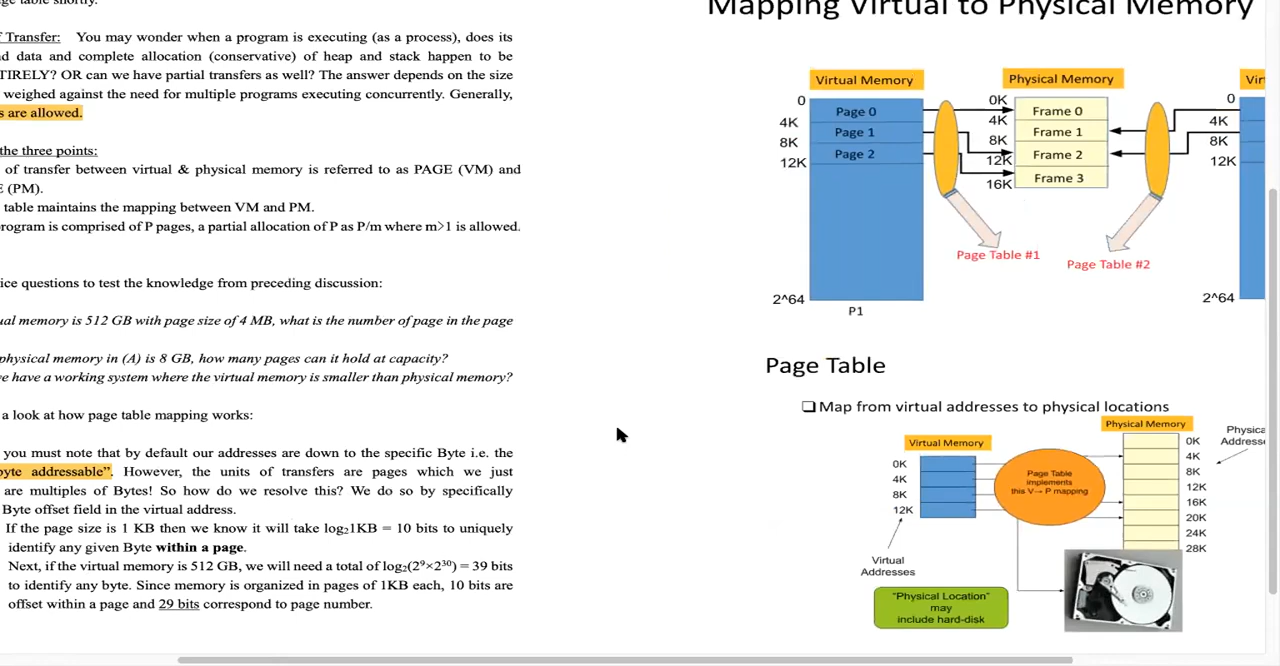 ge table shortly.
f Transfer: You may wonder when a program is executing (as a process), does its
d data and complete allocation (conservative) of heap and stack happen to be
TIRELY? OR can we have partial transfers as well? The answer depends on the size
weighed against the need for multiple programs executing concurrently. Generally,
s are allowed.
the three points:
of transfer between virtual & physical memory is referred to as PAGE (VM) and
E (PM).
table maintains the mapping between VM and PM.
rogram is comprised of P pages, a partial allocation of P as P/m where m>1 is allowed.
ice questions to test the knowledge from preceding discussion:
ual memory is 512 GB with page size of 4 MB, what is the number of page in the page
physical memory in (A) is 8 GB, how many pages can it hold at capacity?
ve have a working system where the virtual memory is smaller than physical memory?
a look at how page table mapping works:
you must note that by default our addresses are down to the specific Byte i.e. the
byte addressable”. However, the units of transfers are pages which we just
are multiples of Bytes! So how do we resolve this? We do so by specifically
Byte offset field in the virtual address.
If the page size is 1 KB then we know it will take log₂1KB = 10 bits to uniquely
identify any given Byte within a page.
Next, if the virtual memory is 512 GB, we will need a total of log₂(2⁹×2³⁰) = 39 bits
to identify any byte. Since memory is organized in pages of 1KB each, 10 bits are
offset within a page and 29 bits correspond to page number.
Mapping Virtual to Physical Memory
Virtual Memory
Physical Memory
Virt
0
4K
8K
12K
2^64
Page 0
Page 1
Page 2
P1
0K
4K
8K
12K
16K
Frame 0
Frame 1
Frame 2
Frame 3
Page Table #1
Page Table #2
0
4K
8K
12K
2^64
Page Table
❑ Map from virtual addresses to physical locations
Virtual Memory
Physical Memory
Physica
Addresse
0K
4K
8K
12K
Page Table
implements
this V→ P mapping
0K
4K
8K
12K
16K
20K
24K
28K
Virtual
Addresses
“Physical Location”
may
include hard-disk